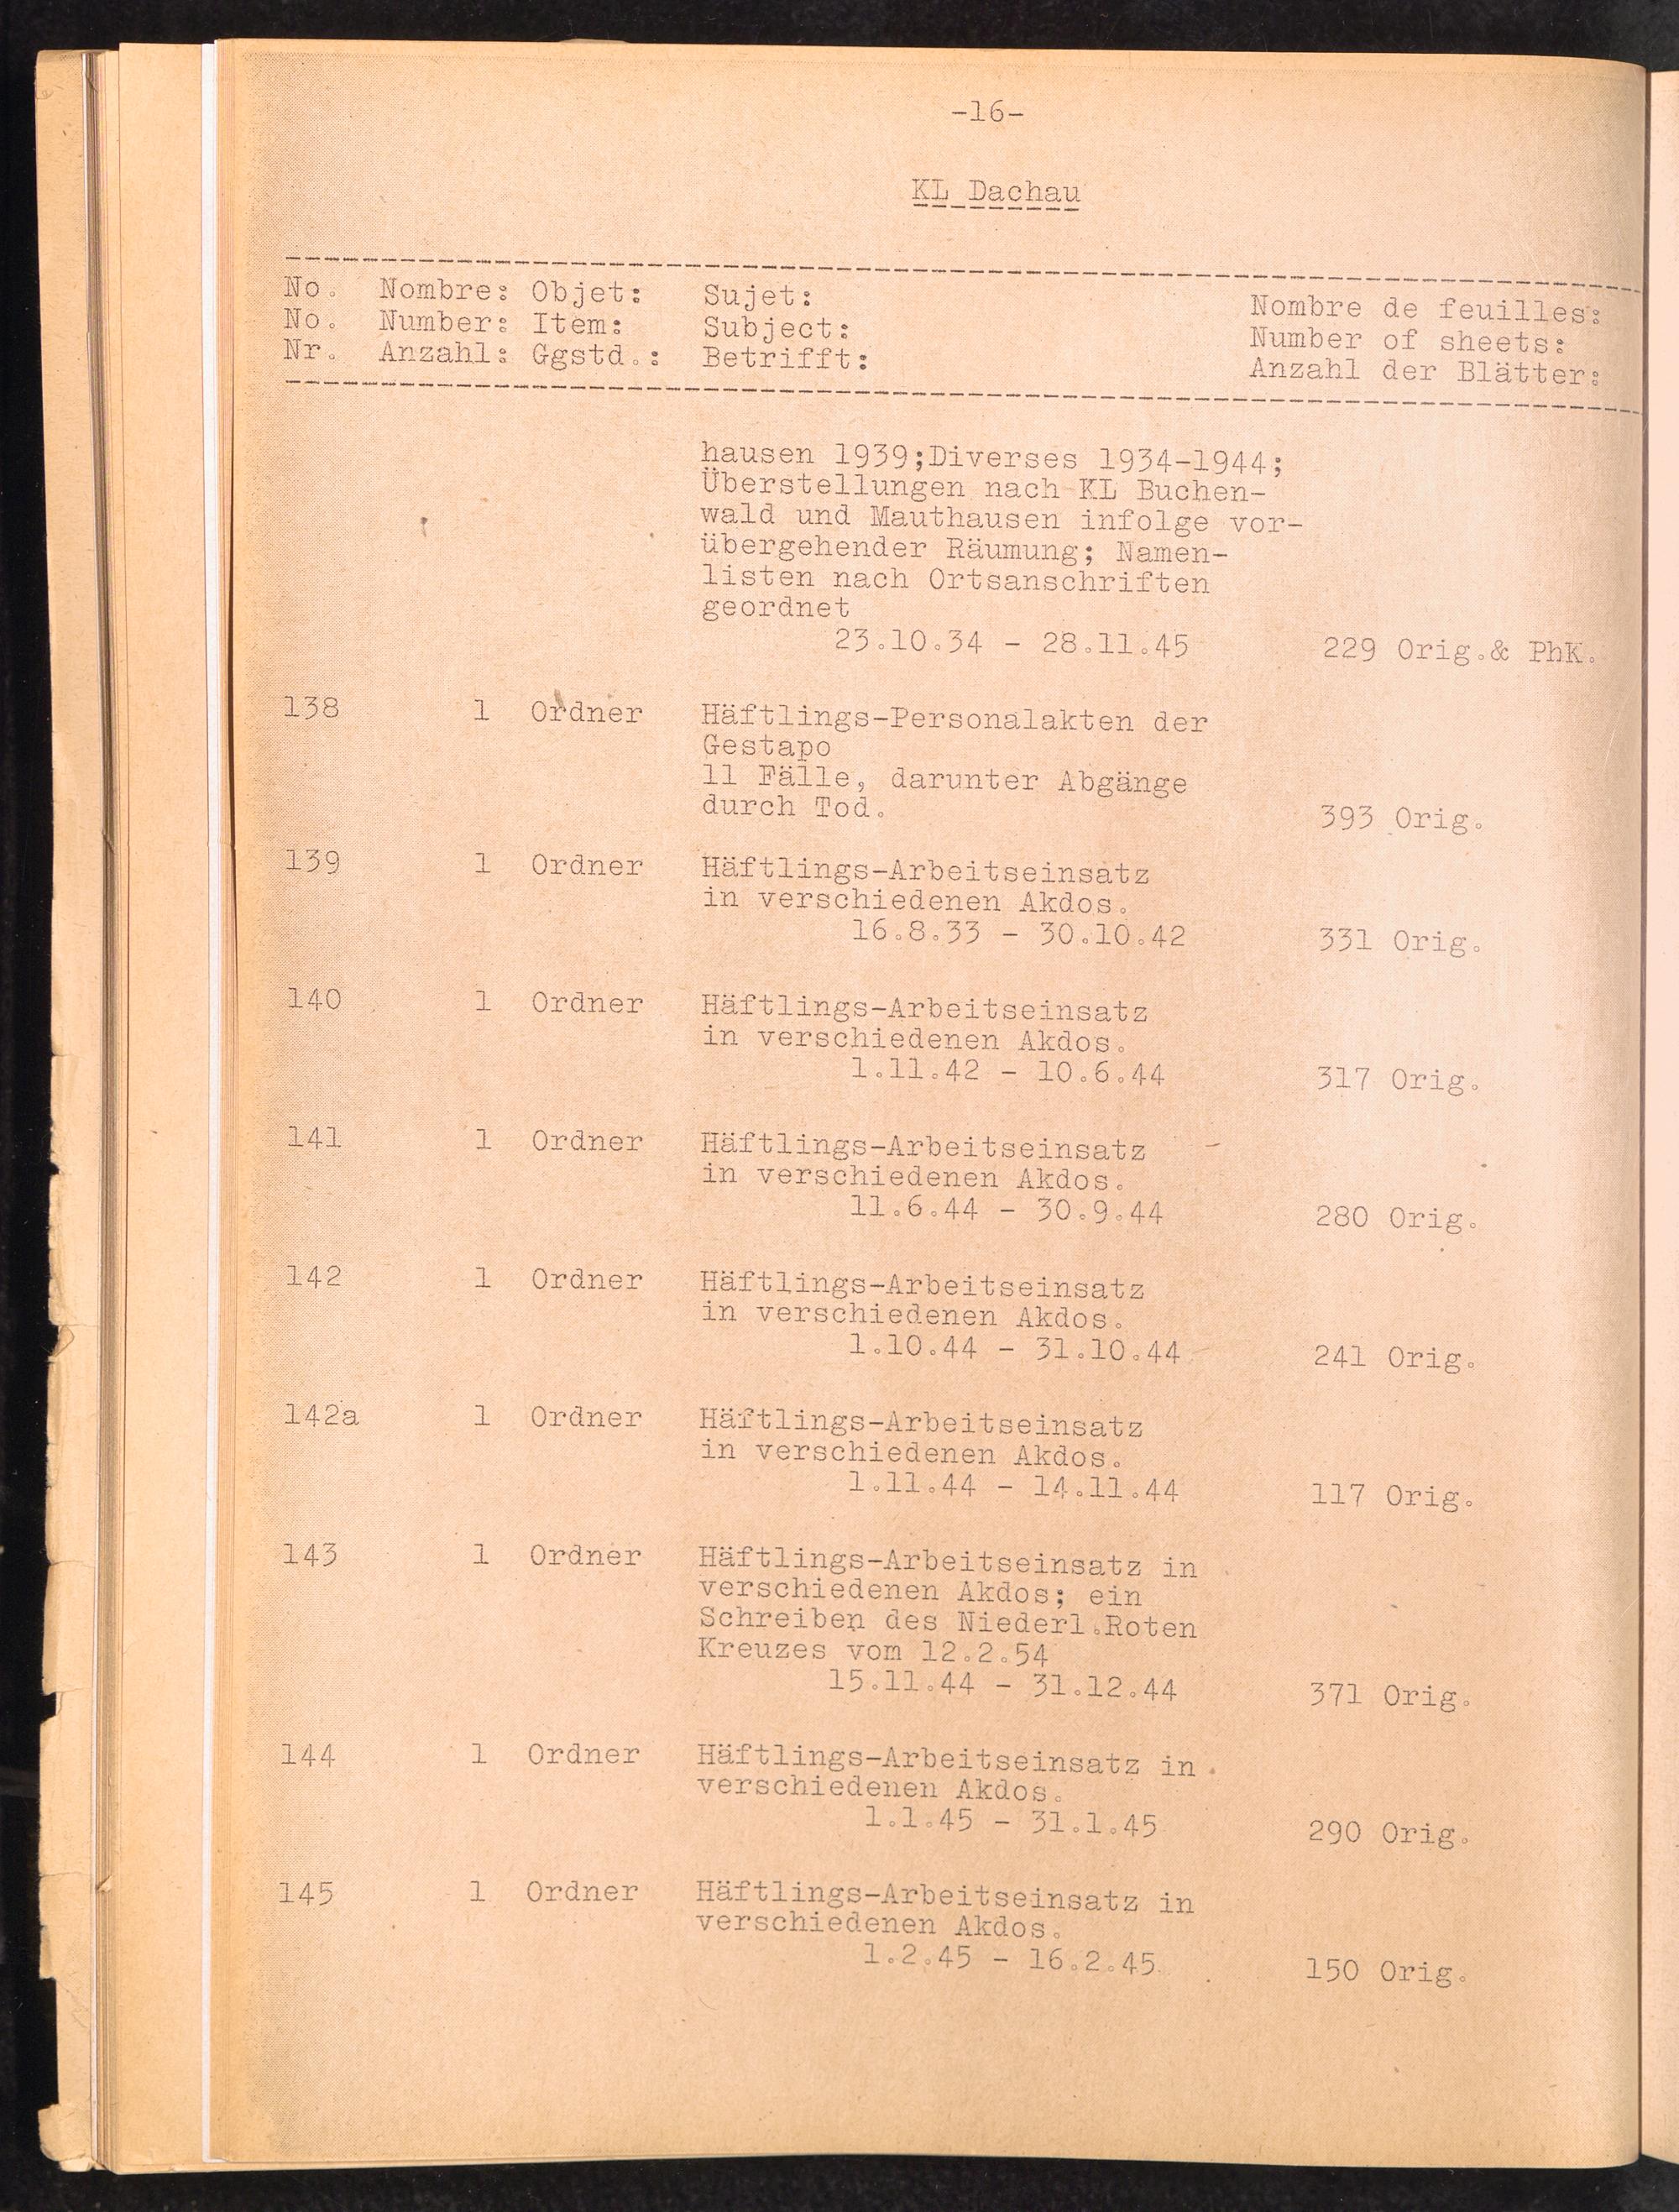 -16-
KL Dachau
No. Nombre: Objet: Sujet: Nombre de feuilles:
No. Number: Item: Subject: Number of sheets:
Nr. Anzahl: Ggstd.: Betrifft: Anzahl der Blätter:
hausen 1939;Diverses 1934-1944;
Überstellungen nach KL Buchen-
wald und Mauthausen infolge vor-
übergehender Räumung; Namen-
listen nach Ortsanschriften
geordnet
23.10.34 - 28.11.45 229 Orig.& PhK.
138 1 Ordner Häftlings-Personalakten der
Gestapo
11 Fälle, darunter Abgänge
durch Tod. 393 Orig.
139 1 Ordner Häftlings-Arbeitseinsatz
in verschiedenen Akdos.
16.8.33 - 30.10.42 331 Orig.
140 1 Ordner Häftlings-Arbeitseinsatz
in verschiedenen Akdos.
1.11.42 - 10.6.44 317 Orig.
141 1 Ordner Häftlings-Arbeitseinsatz
in verschiedenen Akdos.
11.6.44 - 30.9.44 280 Orig.
142 1 Ordner Häftlings-Arbeitseinsatz
in verschiedenen Akdos.
1.10.44 - 31.10.44 241 Orig.
142a 1 Ordner Häftlings-Arbeitseinsatz
in verschiedenen Akdos.
1.11.44 - 14.11.44 117 Orig.
143 1 Ordner Häftlings-Arbeitseinsatz in
verschiedenen Akdos; ein
Schreiben des Niederl.Roten
Kreuzes vom 12.2.54
15.11.44 - 31.12.44 371 Orig.
144 1 Ordner Häftlings-Arbeitseinsatz in
verschiedenen Akdos.
1.1.45 - 31.1.45 290 Orig.
145 1 Ordner Häftlings-Arbeitseinsatz in
verschiedenen Akdos.
1.2.45 - 16.2.45 150 Orig.